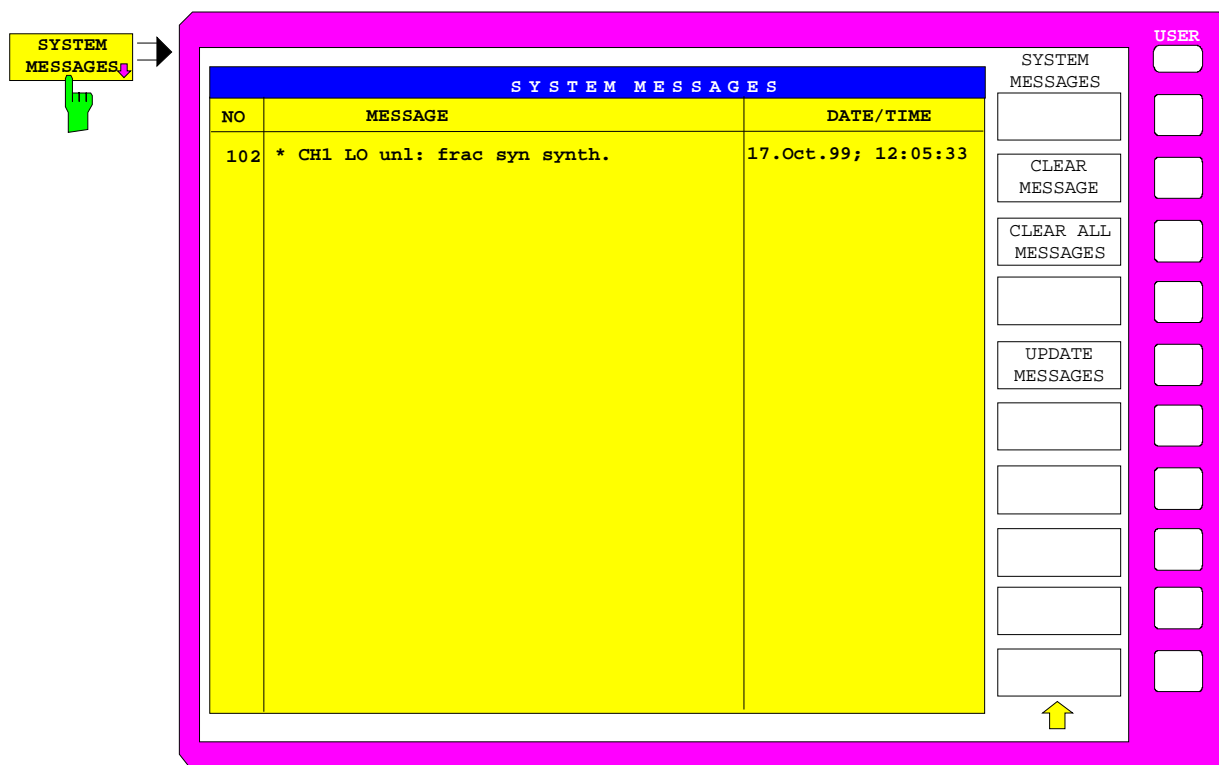 SYSTEM
MESSAGES
USER
SYSTEM
MESSAGES
SYSTEM MESSAGES
NO MESSAGE DATE/TIME
102 * CH1 LO unl: frac syn synth. 17.Oct.99; 12:05:33
CLEAR
MESSAGE
CLEAR ALL
MESSAGES
UPDATE
MESSAGES